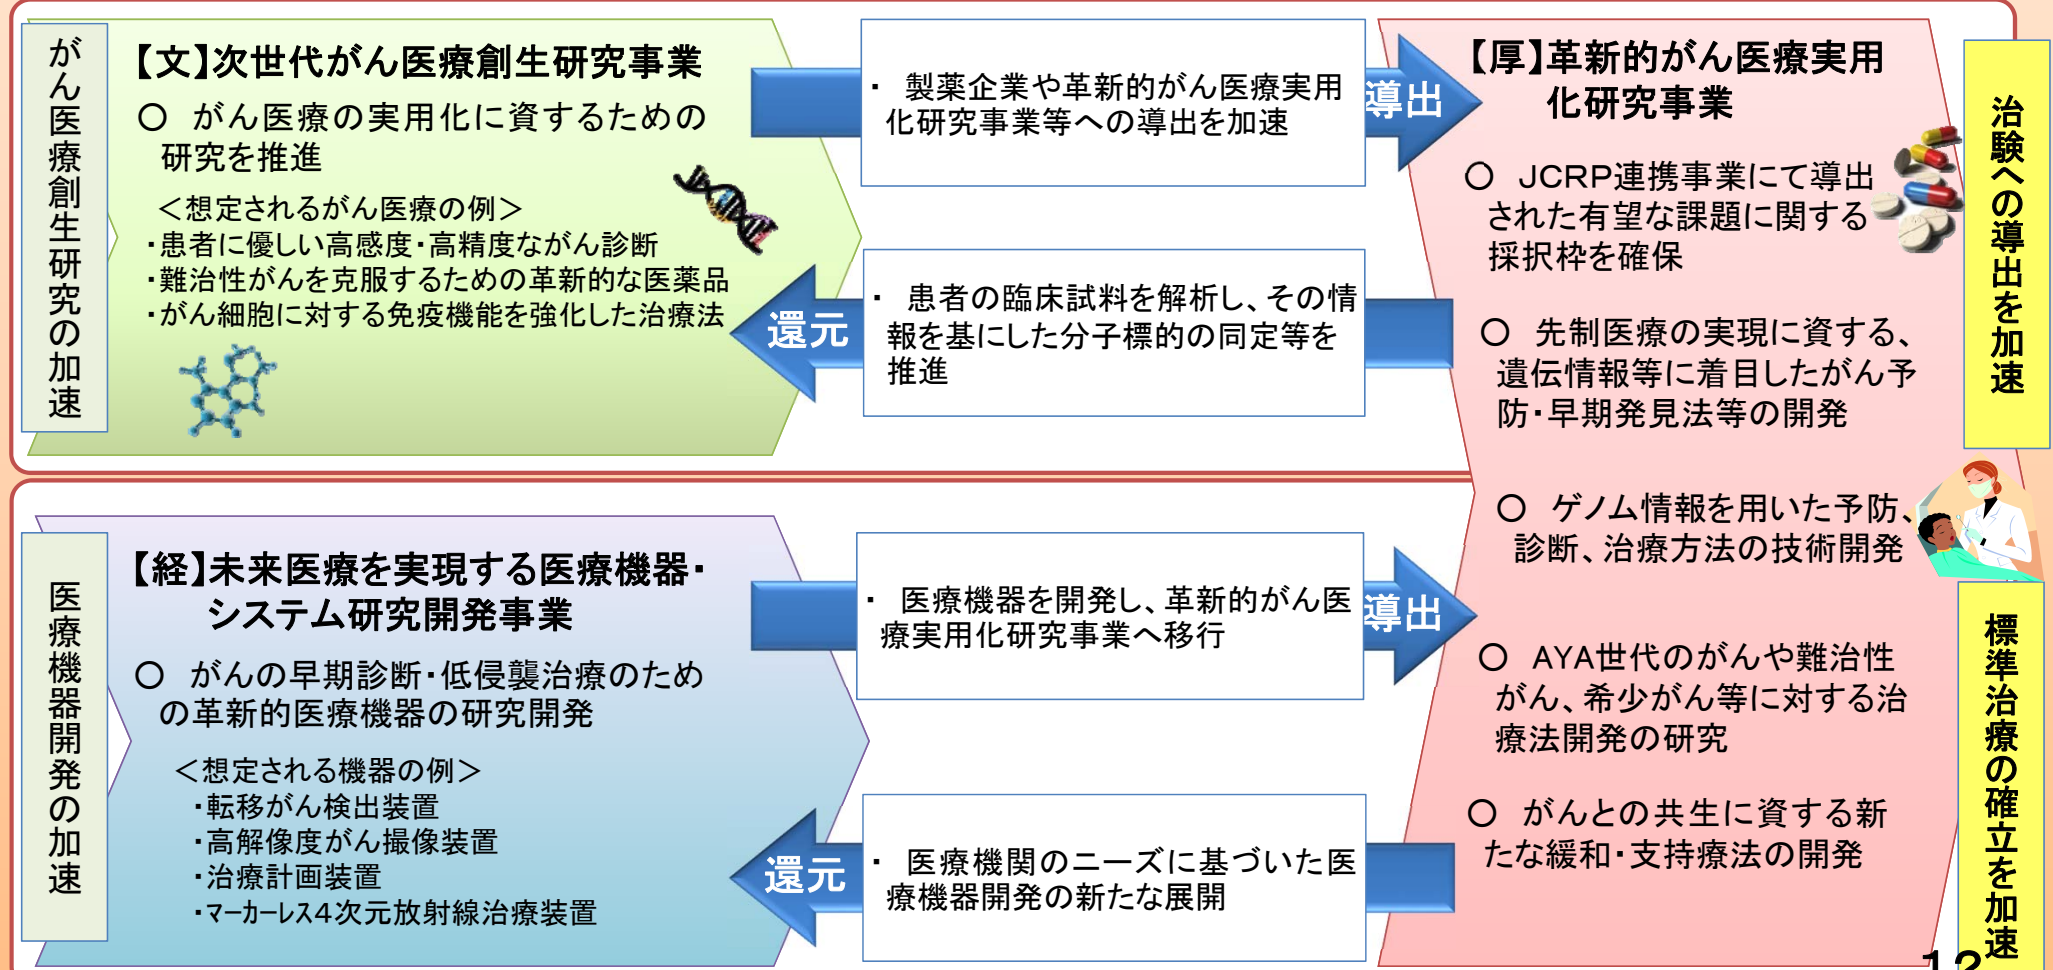 がん医療創生研究の加速
【文】次世代がん医療創生研究事業
○ がん医療の実用化に資するための
研究を推進
＜想定されるがん医療の例＞
・患者に優しい高感度・高精度ながん診断
・難治性がんを克服するための革新的な医薬品
・がん細胞に対する免疫機能を強化した治療法
・ 製薬企業や革新的がん医療実用
化研究事業等への導出を加速
導出
・ 患者の臨床試料を解析し、その情
報を基にした分子標的の同定等を
推進
還元
医療機器開発の加速
【経】未来医療を実現する医療機器・
システム研究開発事業
○ がんの早期診断・低侵襲治療のため
の革新的医療機器の研究開発
＜想定される機器の例＞
・転移がん検出装置
・高解像度がん撮像装置
・治療計画装置
・マーカーレス４次元放射線治療装置
・ 医療機器を開発し、革新的がん医
療実用化研究事業へ移行
導出
・ 医療機関のニーズに基づいた医
療機器開発の新たな展開
還元
【厚】革新的がん医療実用
化研究事業
○ ＪＣＲＰ連携事業にて導出
された有望な課題に関する
採択枠を確保
○ 先制医療の実現に資する、
遺伝情報等に着目したがん予
防・早期発見法等の開発
○ ゲノム情報を用いた予防、
診断、治療方法の技術開発
○ AYA世代のがんや難治性
がん、希少がん等に対する治
療法開発の研究
○ がんとの共生に資する新
たな緩和・支持療法の開発
治験への導出を加速
標準治療の確立を加速
12